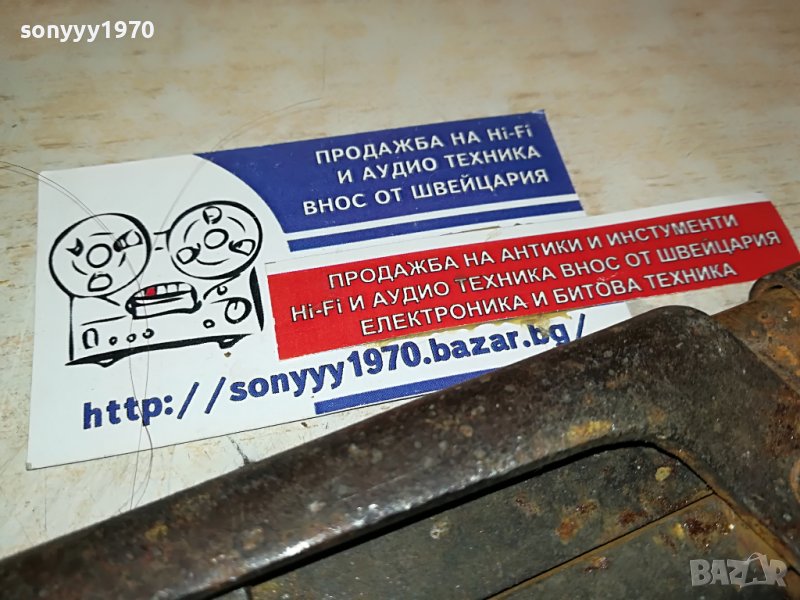 sonyyy1970
ПРОДАЖБА НА Hi-Fi
И АУДИО ТЕХНИКА
ВНОС ОТ ШВЕЙЦАРИЯ
ПРОДАЖБА НА АНТИКИ И ИНСТУМЕНТИ
Hi-Fi И АУДИО ТЕХНИКА ВНОС ОТ ШВЕЙЦАРИЯ
ЕЛЕКТРОНИКА И БИТОВА ТЕХНИКА
http://sonyyy1970.bazar.bg/
BAZAR